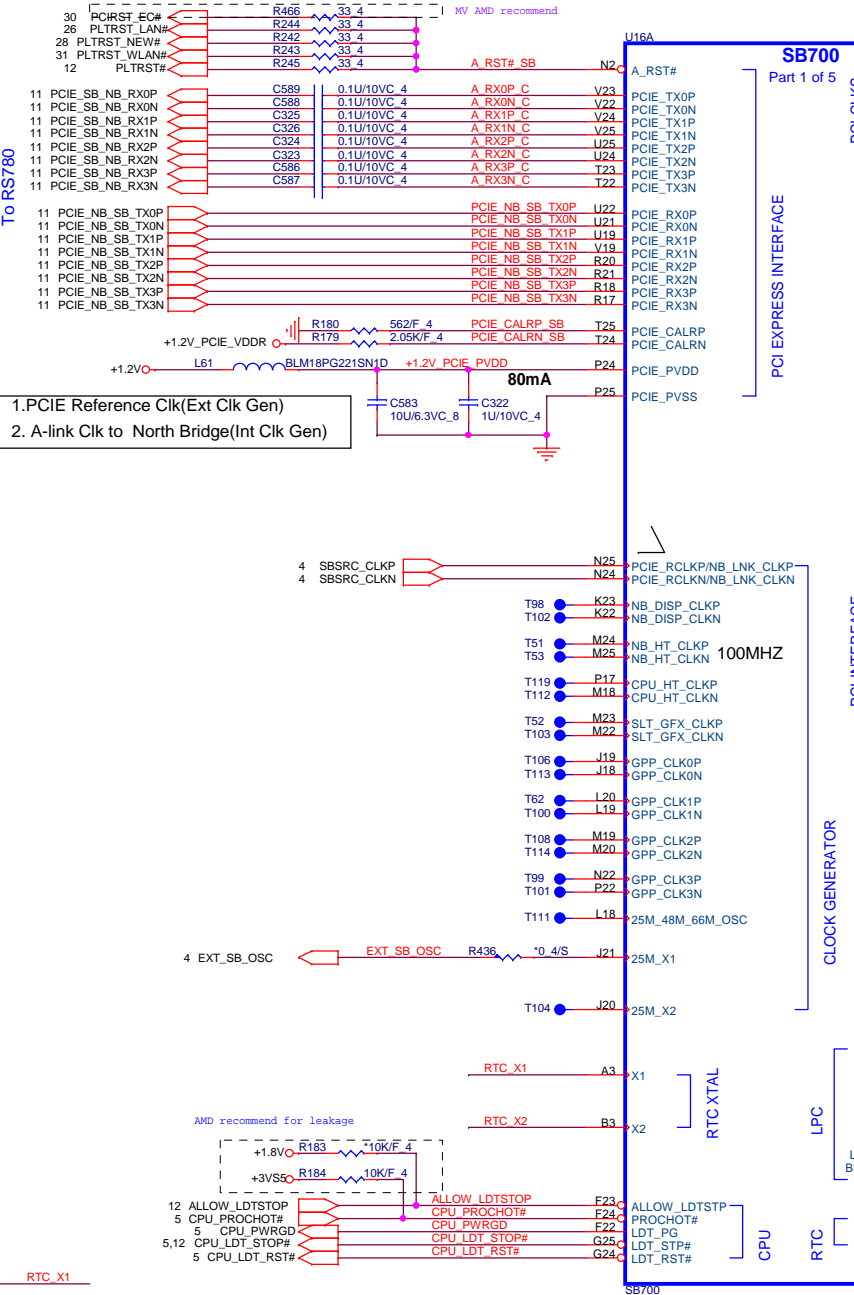 MV AMD recommend
30 PCIRST_EC# R466 33_4
26 PLTRST_LAN# R244 33_4
28 PLTRST_NEW# R242 33_4
31 PLTRST_WLAN# R243 33_4
12 PLTRST# R245 33_4 A_RST#_SB N2 A_RST#
U16A
SB700
Part 1 of 5
To RS780
11 PCIE_SB_NB_RX0P C589 0.1U/10VC_4 A_RX0P_C V23 PCIE_TX0P
11 PCIE_SB_NB_RX0N C588 0.1U/10VC_4 A_RX0N_C V22 PCIE_TX0N
11 PCIE_SB_NB_RX1P C325 0.1U/10VC_4 A_RX1P_C V24 PCIE_TX1P
11 PCIE_SB_NB_RX1N C326 0.1U/10VC_4 A_RX1N_C V25 PCIE_TX1N
11 PCIE_SB_NB_RX2P C324 0.1U/10VC_4 A_RX2P_C U25 PCIE_TX2P
11 PCIE_SB_NB_RX2N C323 0.1U/10VC_4 A_RX2N_C U24 PCIE_TX2N
11 PCIE_SB_NB_RX3P C586 0.1U/10VC_4 A_RX3P_C T23 PCIE_TX3P
11 PCIE_SB_NB_RX3N C587 0.1U/10VC_4 A_RX3N_C T22 PCIE_TX3N
11 PCIE_NB_SB_TX0P PCIE_NB_SB_TX0P U22 PCIE_RX0P
11 PCIE_NB_SB_TX0N PCIE_NB_SB_TX0N U21 PCIE_RX0N
11 PCIE_NB_SB_TX1P PCIE_NB_SB_TX1P U19 PCIE_RX1P
11 PCIE_NB_SB_TX1N PCIE_NB_SB_TX1N V19 PCIE_RX1N
11 PCIE_NB_SB_TX2P PCIE_NB_SB_TX2P R20 PCIE_RX2P
11 PCIE_NB_SB_TX2N PCIE_NB_SB_TX2N R21 PCIE_RX2N
11 PCIE_NB_SB_TX3P PCIE_NB_SB_TX3P R18 PCIE_RX3P
11 PCIE_NB_SB_TX3N PCIE_NB_SB_TX3N R17 PCIE_RX3N
PCI EXPRESS INTERFACE
R180 562/F_4 PCIE_CALRP_SB T25 PCIE_CALRP
+1.2V_PCIE_VDDR R179 2.05K/F_4 PCIE_CALRN_SB T24 PCIE_CALRN
+1.2V L61 BLM18PG221SN1D +1.2V_PCIE_PVDD P24 PCIE_PVDD
80mA
P25 PCIE_PVSS
C583
10U/6.3VC_8
C322
1U/10VC_4
1.PCIE Reference Clk(Ext Clk Gen)
2. A-link Clk to North Bridge(Int Clk Gen)
4 SBSRC_CLKP N25 PCIE_RCLKP/NB_LNK_CLKP
4 SBSRC_CLKN N24 PCIE_RCLKN/NB_LNK_CLKN
T98 K23 NB_DISP_CLKP
T102 K22 NB_DISP_CLKN
T51 M24 NB_HT_CLKP
T53 M25 NB_HT_CLKN 100MHZ
T119 P17 CPU_HT_CLKP
T112 M18 CPU_HT_CLKN
T52 M23 SLT_GFX_CLKP
T103 M22 SLT_GFX_CLKN
T106 J19 GPP_CLK0P
T113 J18 GPP_CLK0N
T62 L20 GPP_CLK1P
T100 L19 GPP_CLK1N
T108 M19 GPP_CLK2P
T114 M20 GPP_CLK2N
T99 N22 GPP_CLK3P
T101 P22 GPP_CLK3N
T111 L18 25M_48M_66M_OSC
CLOCK GENERATOR
4 EXT_SB_OSC EXT_SB_OSC R436 *0_4/S J21 25M_X1
T104 J20 25M_X2
RTC_X1 A3 X1
RTC_X2 B3 X2
RTC XTAL
LPC
AMD recommend for leakage
+1.8V R183 *10K/F_4
+3VS5 R184 10K/F_4
12 ALLOW_LDTSTOP ALLOW_LDTSTOP F23 ALLOW_LDTSTP
5 CPU_PROCHOT# CPU_PROCHOT# F24 PROCHOT#
5 CPU_PWRGD CPU_PWRGD F22 LDT_PG
5,12 CPU_LDT_STOP# CPU_LDT_STOP# G25 LDT_STP#
5 CPU_LDT_RST# CPU_LDT_RST# G24 LDT_RST#
CPU
RTC
RTC_X1
SB700